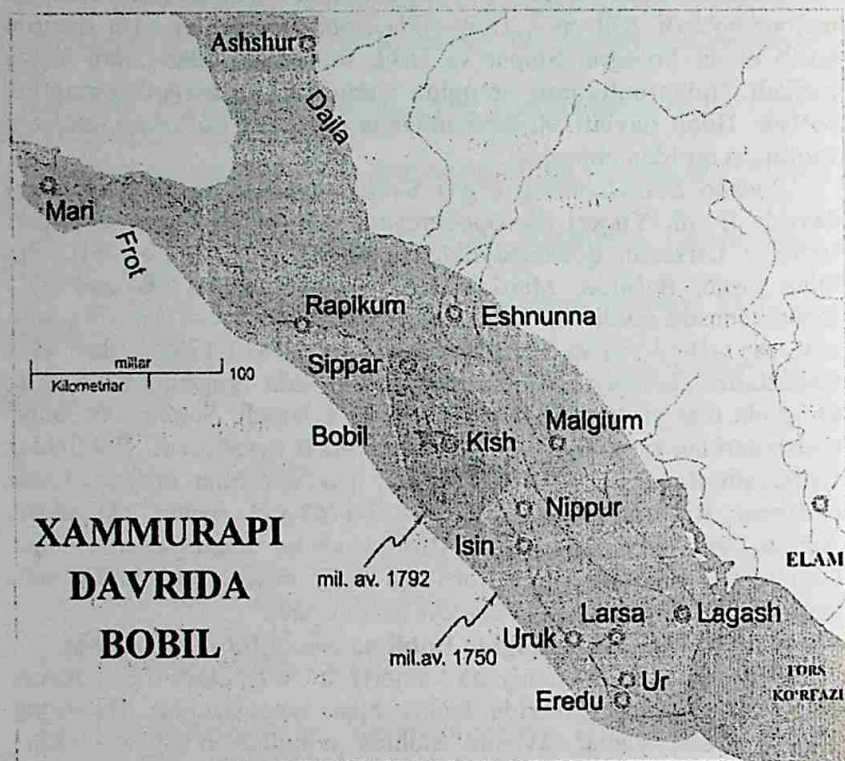 Ashshur
Dajla
Mari
Frot
Rapikum
Eshnunna
Sippar
millar
Kilometrlar
100
Malgium
Bobil
Kish
Nippur
XAMMURAPI
DAVRIDA
BOBIL
Isin
mil. av. 1792
ELAM
Larsa
Lagash
Uruk
mil.av. 1750
Ur
Eredu
FORS
KO'RFAZI